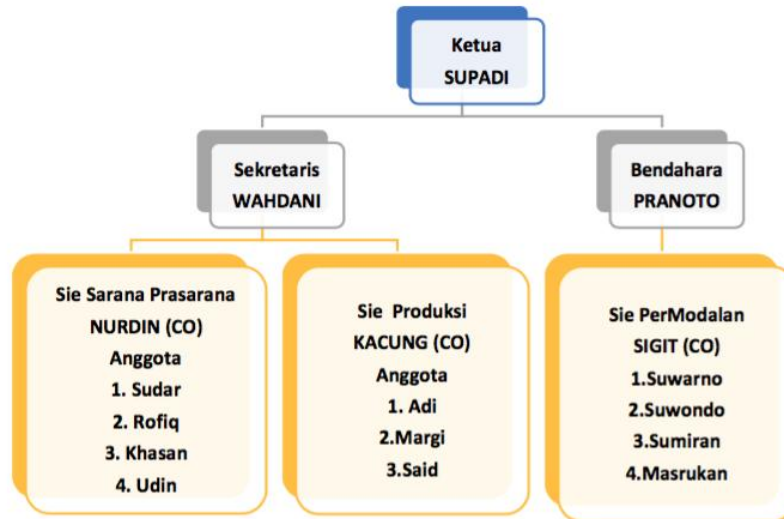 Ketua
SUPADI
Sekretaris
WAHDANI
Bendahara
PRANOTO
Sie Sarana Prasarana
NURDIN (CO)
Anggota
1. Sudar
2. Rofiq
3. Khasan
4. Udin
Sie Produksi
KACUNG (CO)
Anggota
1. Adi
2.Margi
3.Said
Sie PerModalan
SIGIT (CO)
1.Suwarno
2.Suwondo
3.Sumiran
4.Masrukan